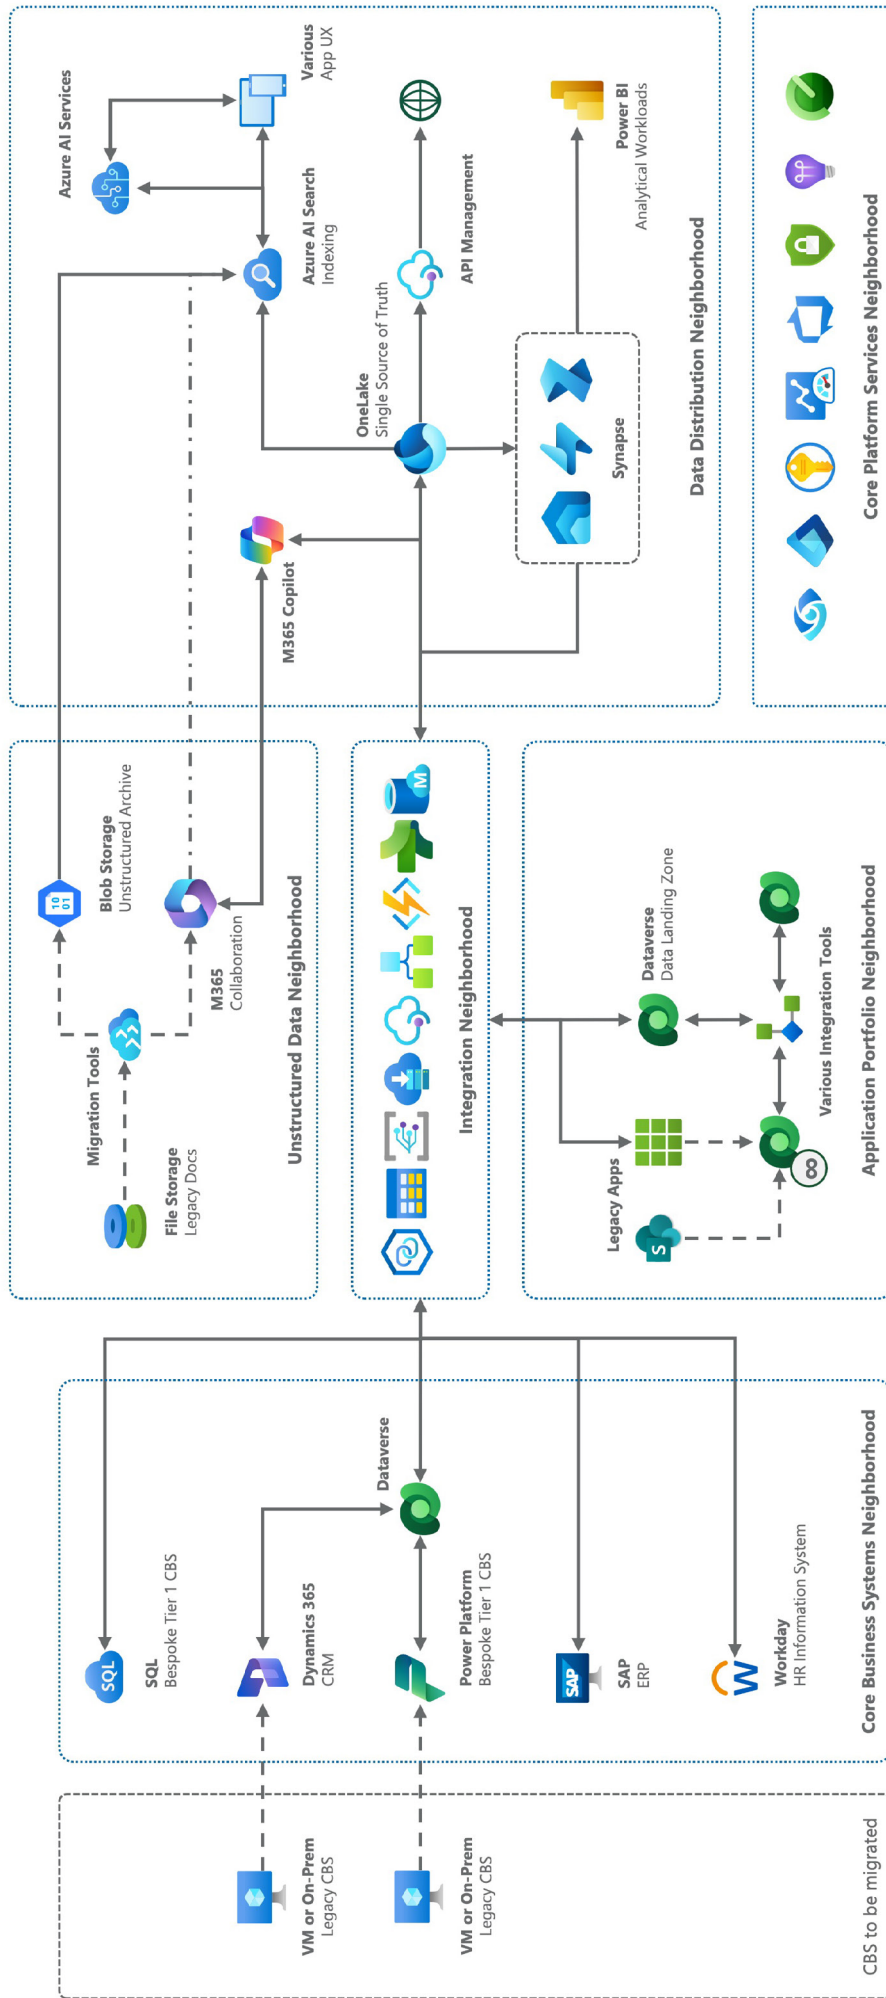 VM or On-Prem
Legacy CBS
VM or On-Prem
Legacy CBS
CBS to be migrated
SQL
SQL
Bespoke Tier 1 CBS
Dynamics 365
CRM
Dataverse
Power Platform
Bespoke Tier 1 CBS
SAP
SAP
ERP
W
Workday
HR Information System
Core Business Systems Neighborhood
File Storage
Legacy Docs
Migration Tools
10
01
Blob Storage
Unstructured Archive
M365
Collaboration
Unstructured Data Neighborhood
M
Integration Neighborhood
S
Legacy Apps
Dataverse
Data Landing Zone
Various Integration Tools
Application Portfolio Neighborhood
Azure AI Services
Various
App UX
Azure AI Search
Indexing
M365 Copilot
OneLake
Single Source of Truth
API Management
Synapse
Power BI
Analytical Workloads
Data Distribution Neighborhood
Core Platform Services Neighborhood